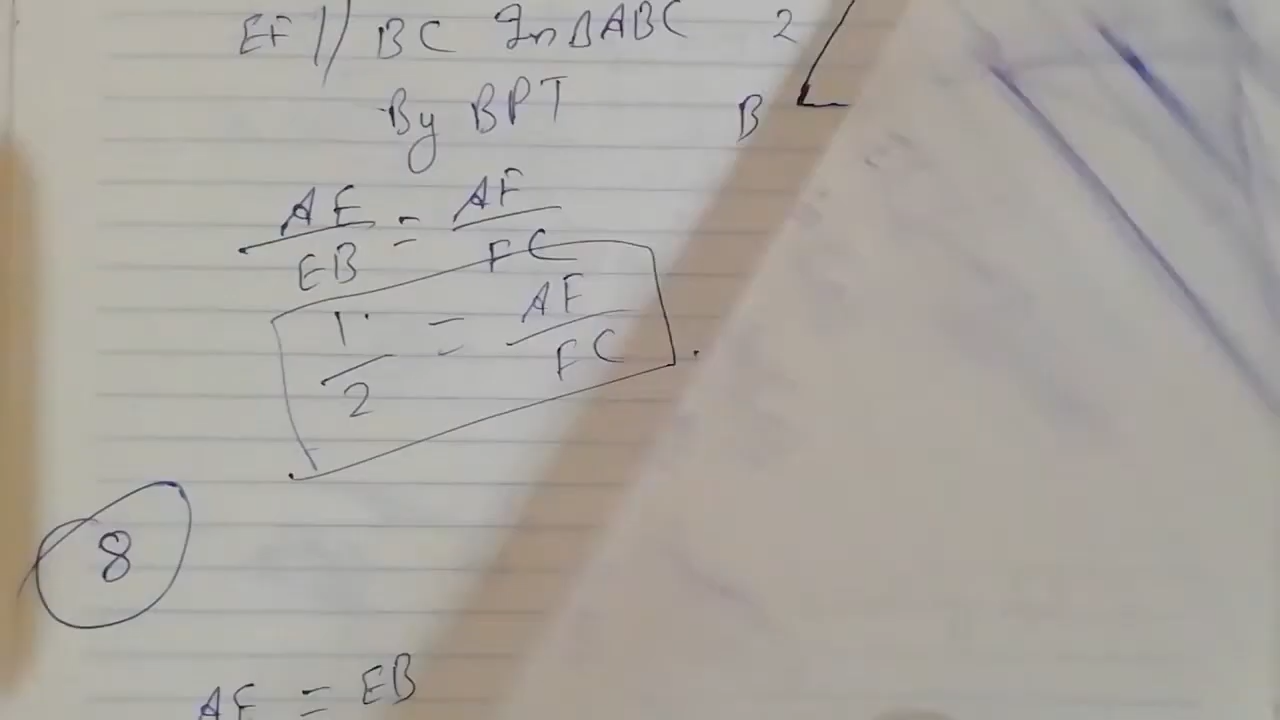 EF // BC In ΔABC 2
By BPT B
AE/EB = AF/FC
1/2 = AF/FC .
8
AE = EB